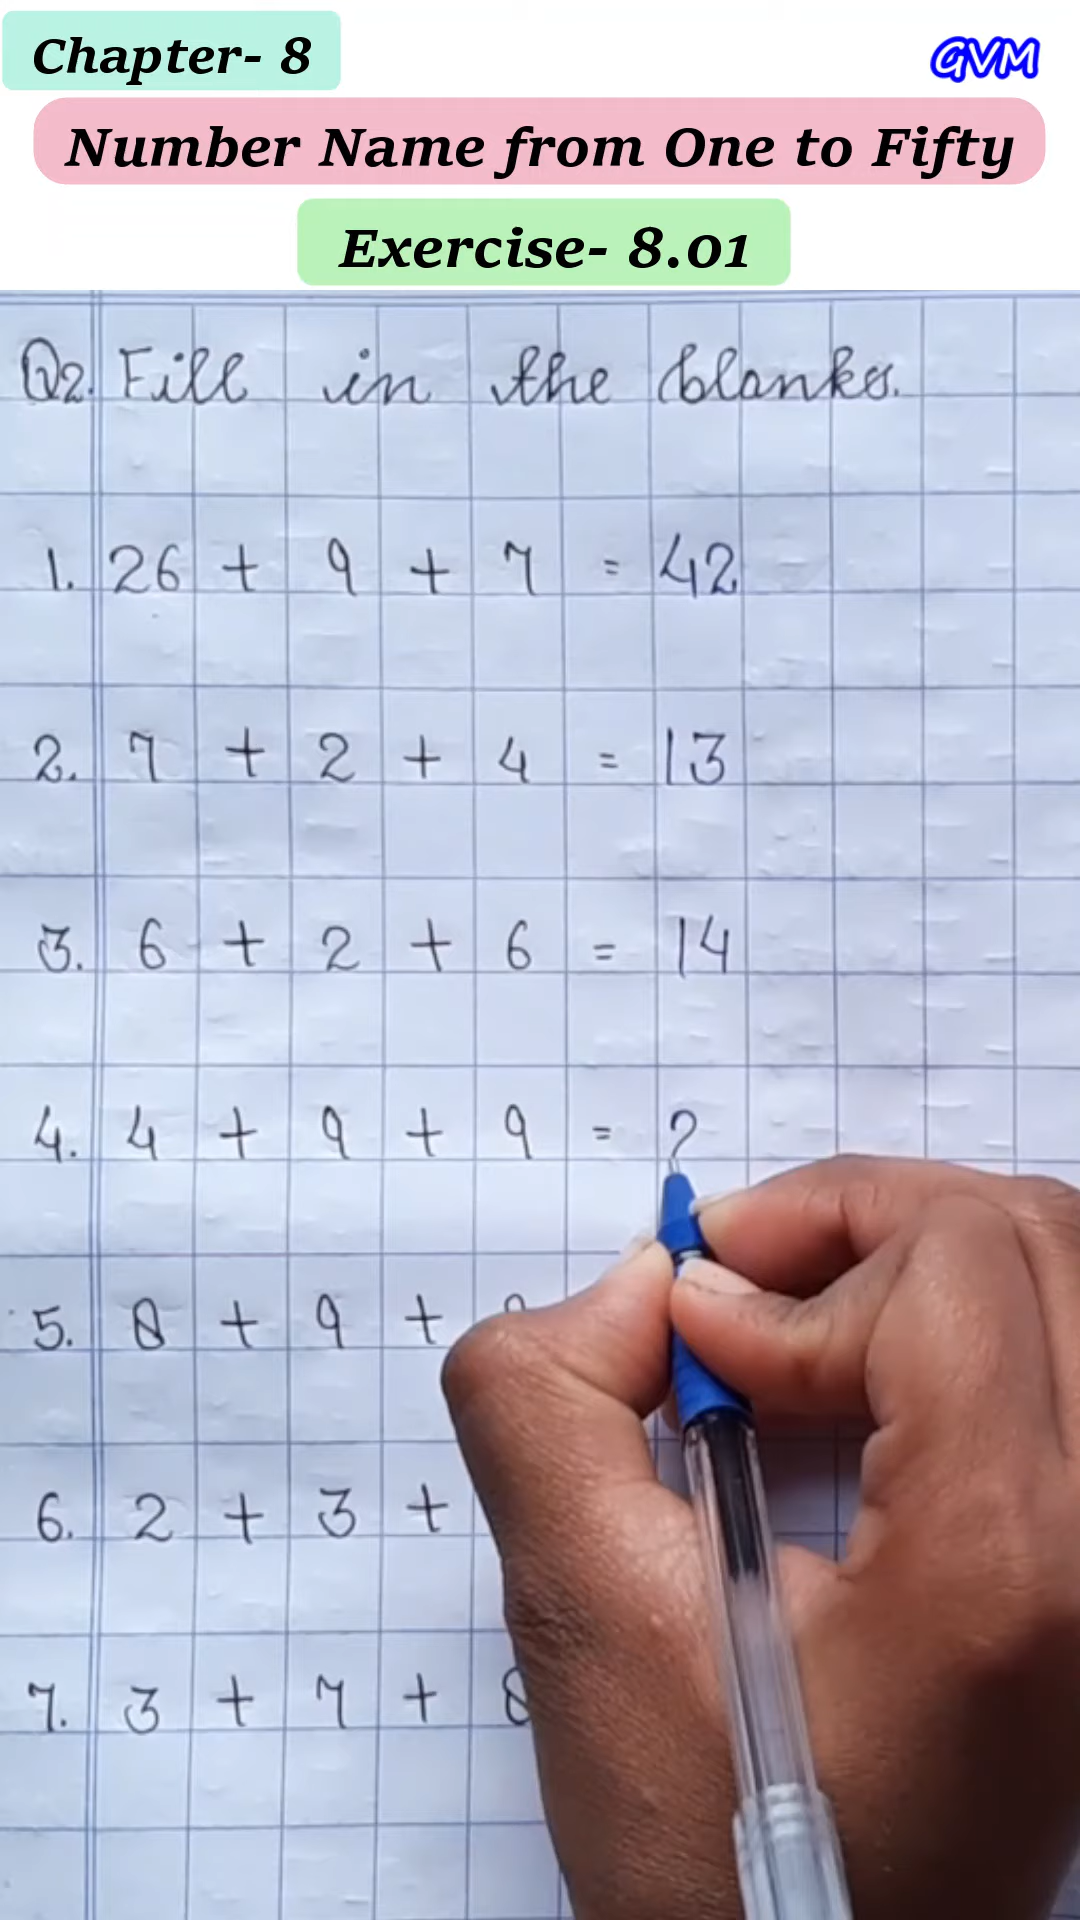 Chapter- 8
GVM
Number Name from One to Fifty
Exercise- 8.01
Q2. Fill in the blanks.
1. 26 + 9 + 7 = 42
2. 7 + 2 + 4 = 13
3. 6 + 2 + 6 = 14
4. 4 + 9 + 9 = 2
5. 8 + 9 +
6. 2 + 3 +
7. 3 + 7 + 8